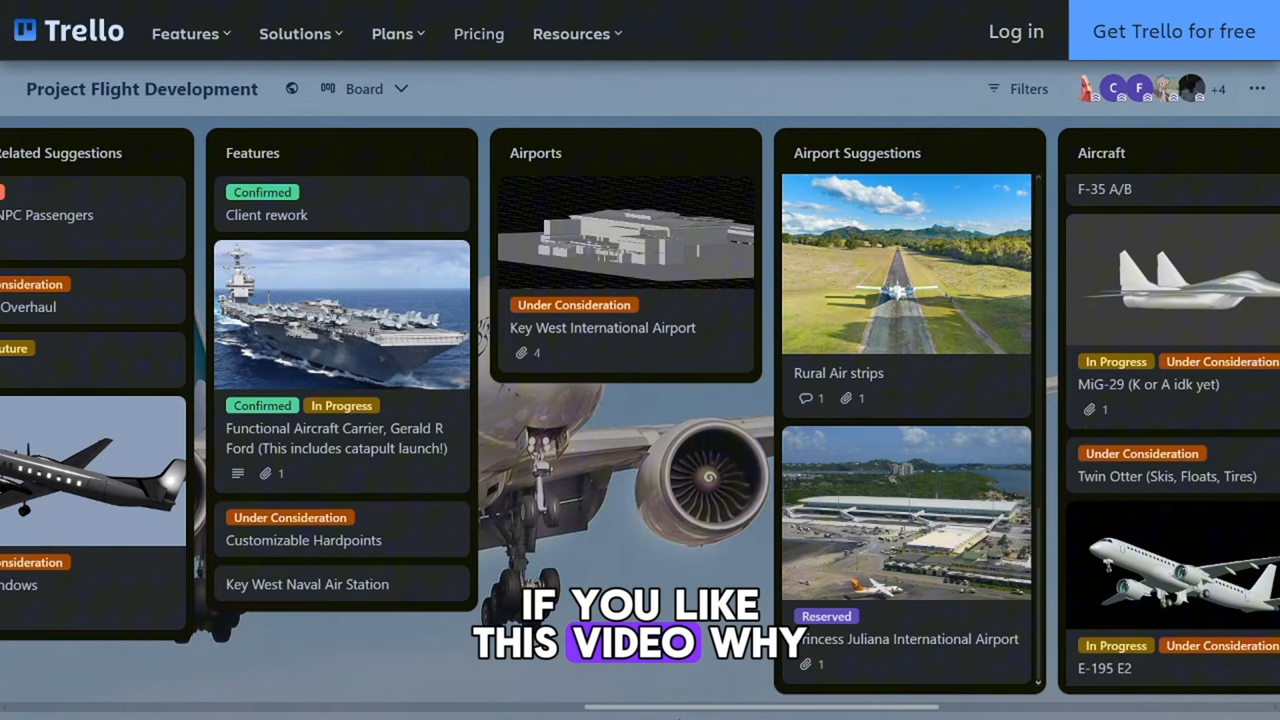 Trello
Features
Solutions
Plans
Pricing
Resources
Log in
Get Trello for free
Project Flight Development
Board
Filters
C
F
+4
Related Suggestions
NPC Passengers
Overhaul
Features
Confirmed
Client rework
Confirmed
In Progress
Functional Aircraft Carrier, Gerald R
Ford (This includes catapult launch!)
1
Under Consideration
Customizable Hardpoints
Key West Naval Air Station
Airports
Under Consideration
Key West International Airport
4
Airport Suggestions
Rural Air strips
1
1
Reserved
Princess Juliana International Airport
1
Aircraft
F-35 A/B
In Progress
Under Consideration
MiG-29 (K or A idk yet)
1
Under Consideration
Twin Otter (Skis, Floats, Tires)
In Progress
Under Consideration
E-195 E2
IF YOU LIKE
THIS VIDEO WHY